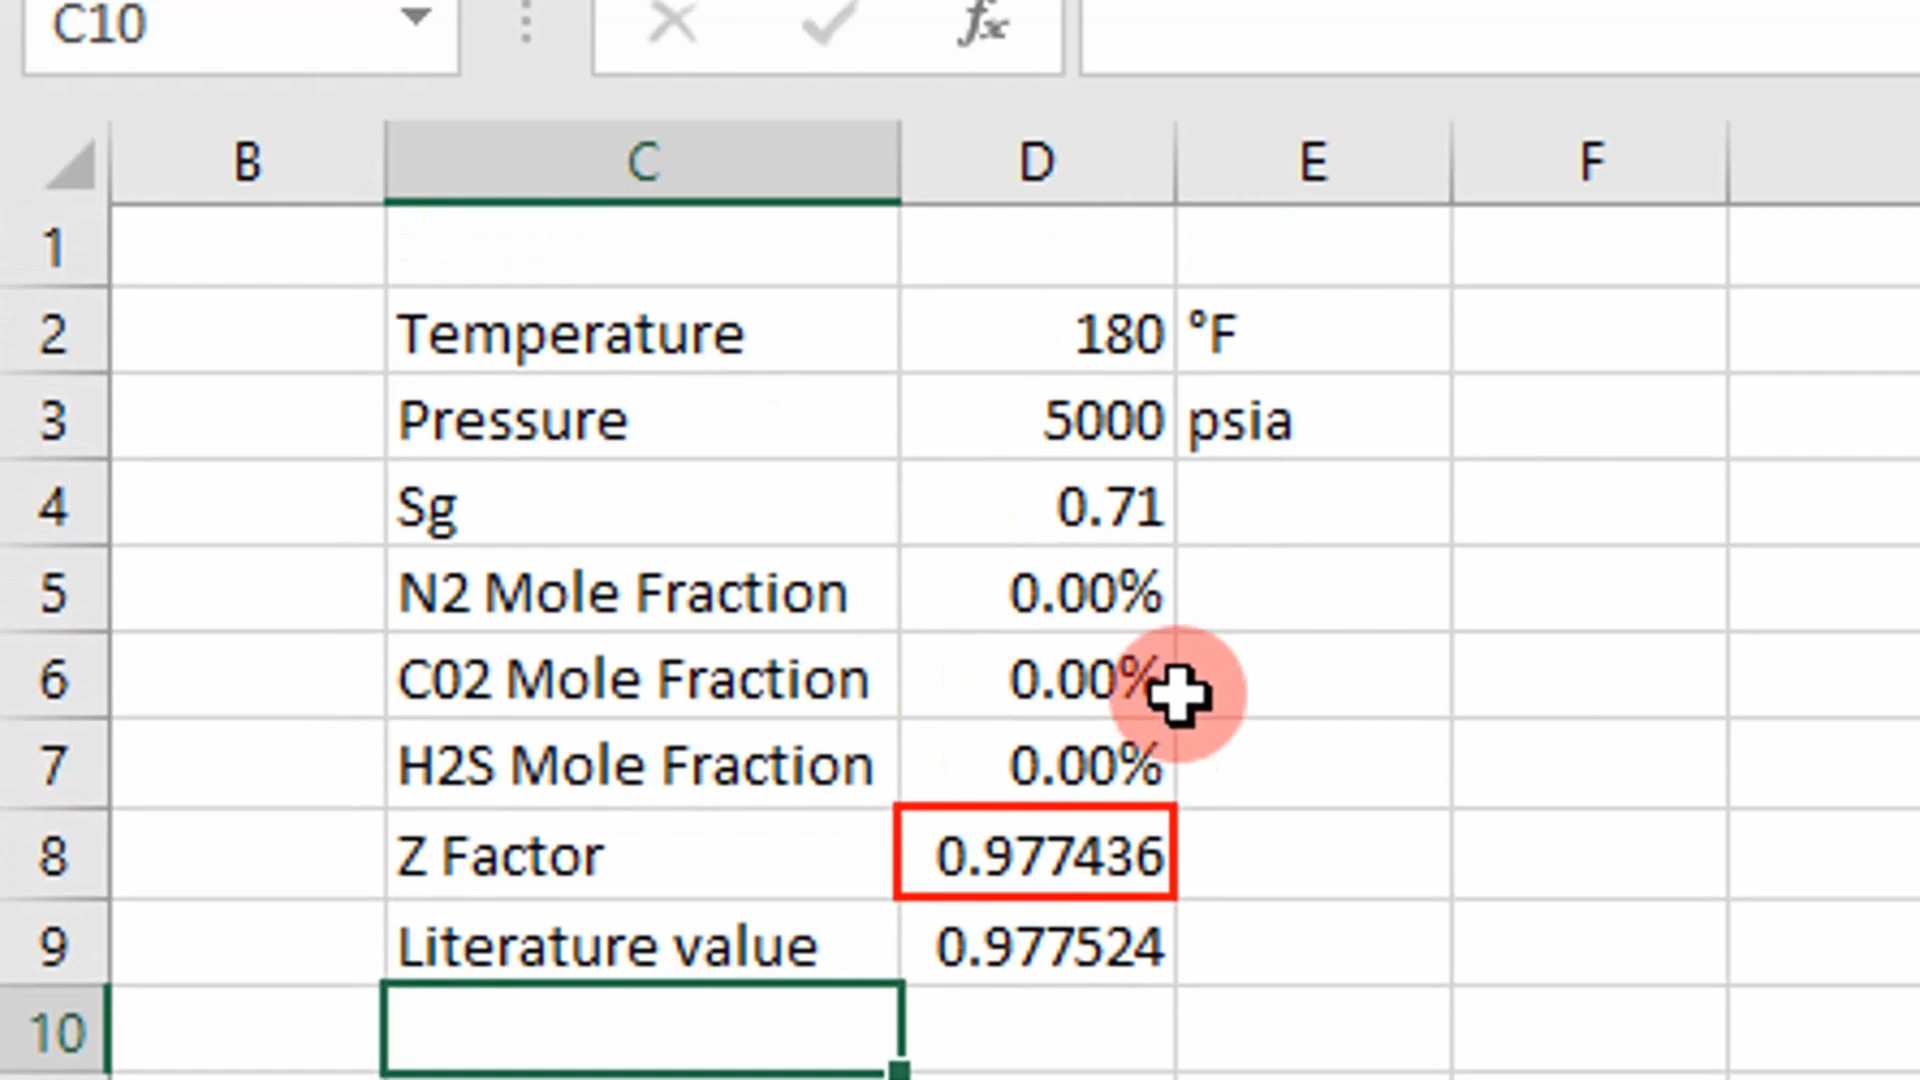 C10 fx
B C D E F
1
2 Temperature 180 °F
3 Pressure 5000 psia
4 Sg 0.71
5 N2 Mole Fraction 0.00%
6 C02 Mole Fraction 0.00%
7 H2S Mole Fraction 0.00%
8 Z Factor 0.977436
9 Literature value 0.977524
10